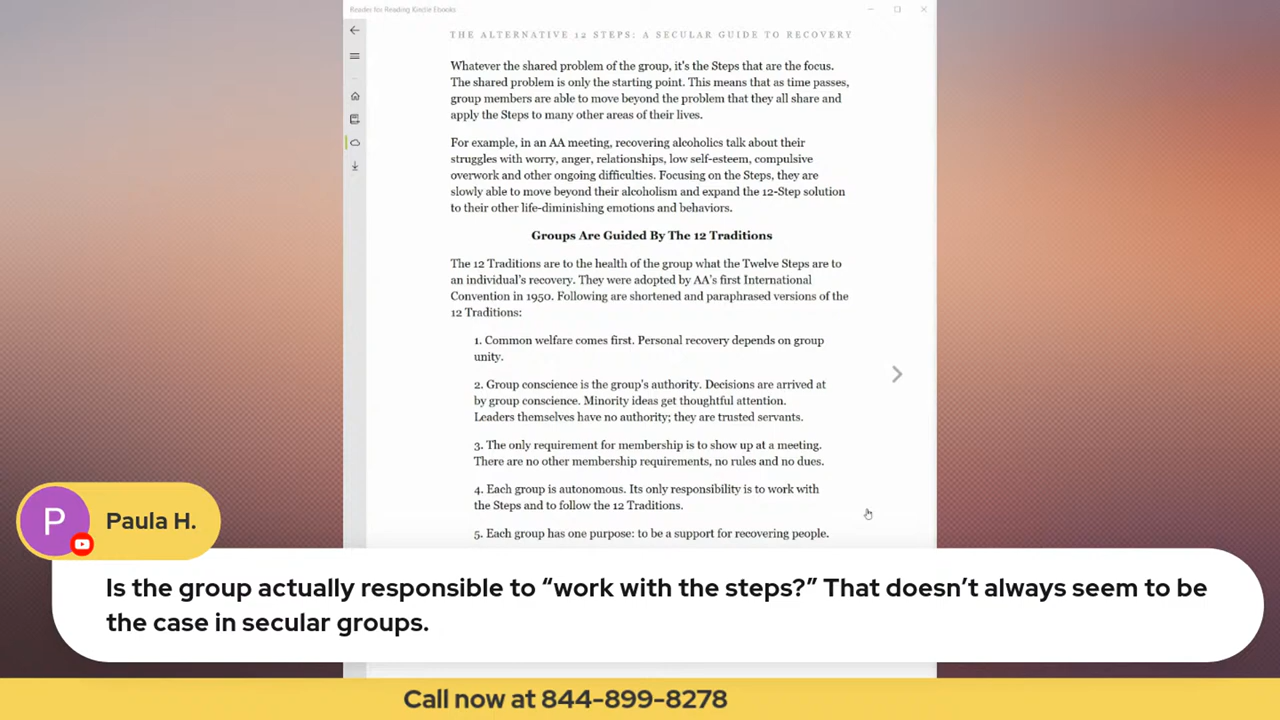 Reader for Reading Kindle Ebooks
THE ALTERNATIVE 12 STEPS: A SECULAR GUIDE TO RECOVERY
Whatever the shared problem of the group, it's the Steps that are the focus.
The shared problem is only the starting point. This means that as time passes,
group members are able to move beyond the problem that they all share and
apply the Steps to many other areas of their lives.
For example, in an AA meeting, recovering alcoholics talk about their
struggles with worry, anger, relationships, low self-esteem, compulsive
overwork and other ongoing difficulties. Focusing on the Steps, they are
slowly able to move beyond their alcoholism and expand the 12-Step solution
to their other life-diminishing emotions and behaviors.
Groups Are Guided By The 12 Traditions
The 12 Traditions are to the health of the group what the Twelve Steps are to
an individual's recovery. They were adopted by AA's first International
Convention in 1950. Following are shortened and paraphrased versions of the
12 Traditions:
1. Common welfare comes first. Personal recovery depends on group
unity.
2. Group conscience is the group's authority. Decisions are arrived at
by group conscience. Minority ideas get thoughtful attention.
Leaders themselves have no authority; they are trusted servants.
3. The only requirement for membership is to show up at a meeting.
There are no other membership requirements, no rules and no dues.
4. Each group is autonomous. Its only responsibility is to work with
the Steps and to follow the 12 Traditions.
5. Each group has one purpose: to be a support for recovering people.
P
Paula H.
Is the group actually responsible to “work with the steps?” That doesn’t always seem to be
the case in secular groups.
Call now at 844-899-8278